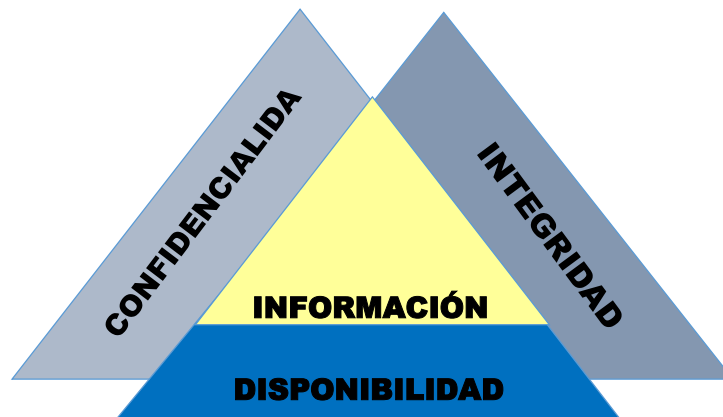 CONFIDENCIALIDA
INTEGRIDAD
INFORMACIÓN
DISPONIBILIDAD